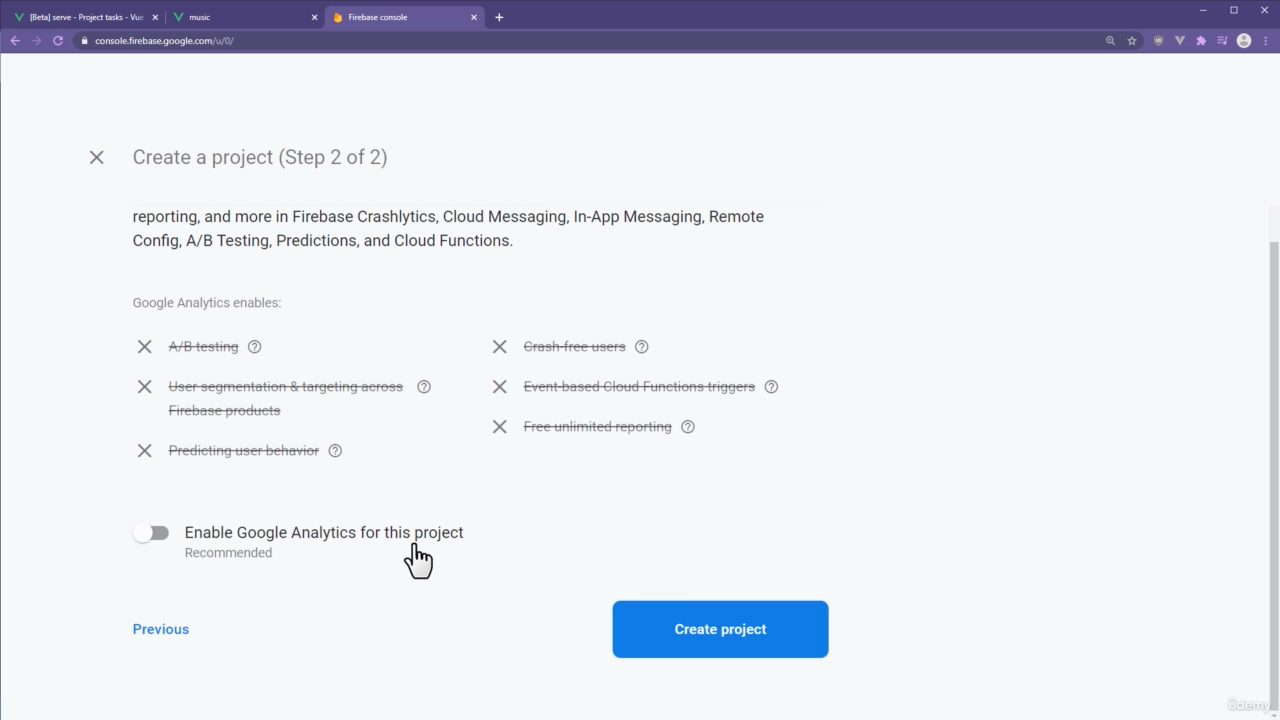 [Beta] serve - Project tasks - Vue
music
Firebase console
console.firebase.google.com/u/0/
Create a project (Step 2 of 2)
reporting, and more in Firebase Crashlytics, Cloud Messaging, In-App Messaging, Remote
Config, A/B Testing, Predictions, and Cloud Functions.
Google Analytics enables:
A/B testing
Crash-free users
User segmentation & targeting across
Firebase products
Event-based Cloud Functions triggers
Free unlimited reporting
Predicting user behavior
Enable Google Analytics for this project
Recommended
Previous
Create project
ûdemy